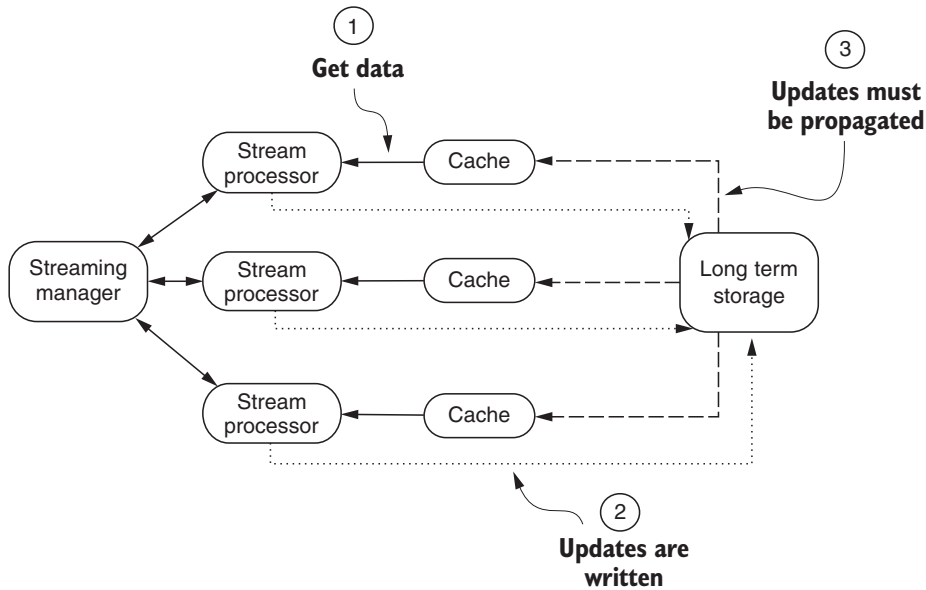 1
Get data
3
Updates must
be propagated
Stream
processor
Cache
Streaming
manager
Stream
processor
Cache
Long term
storage
Stream
processor
Cache
2
Updates are
written